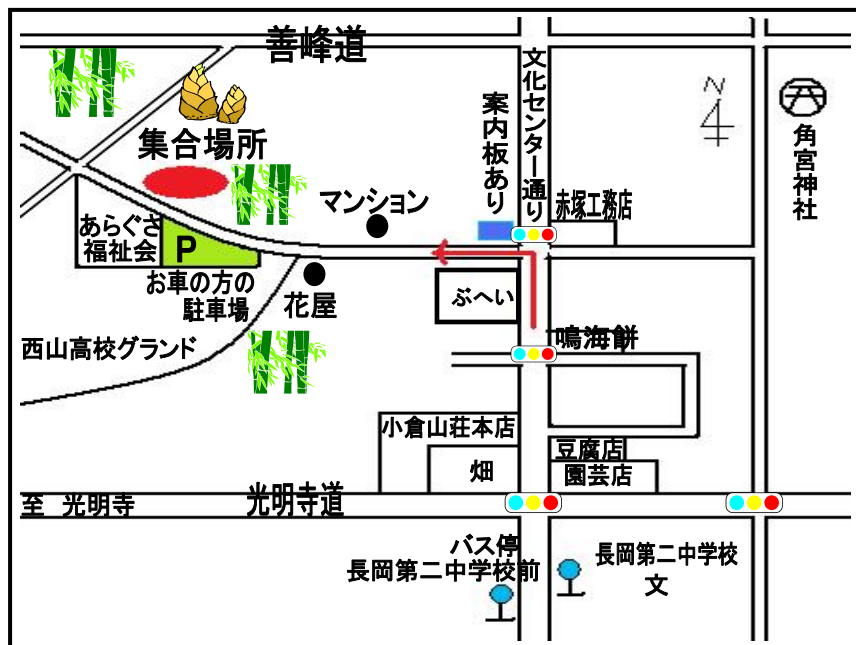 善峰道
文化センター通り
案内板あり
N
角宮神社
集合場所
マンション
赤塚工務店
あらぐさ
福祉会
P
お車の方の
駐車場
花屋
ぶへい
西山高校グランド
鳴海餅
小倉山荘本店
畑
豆腐店
園芸店
至 光明寺
光明寺道
バス停
長岡第二中学校前
長岡第二中学校
文